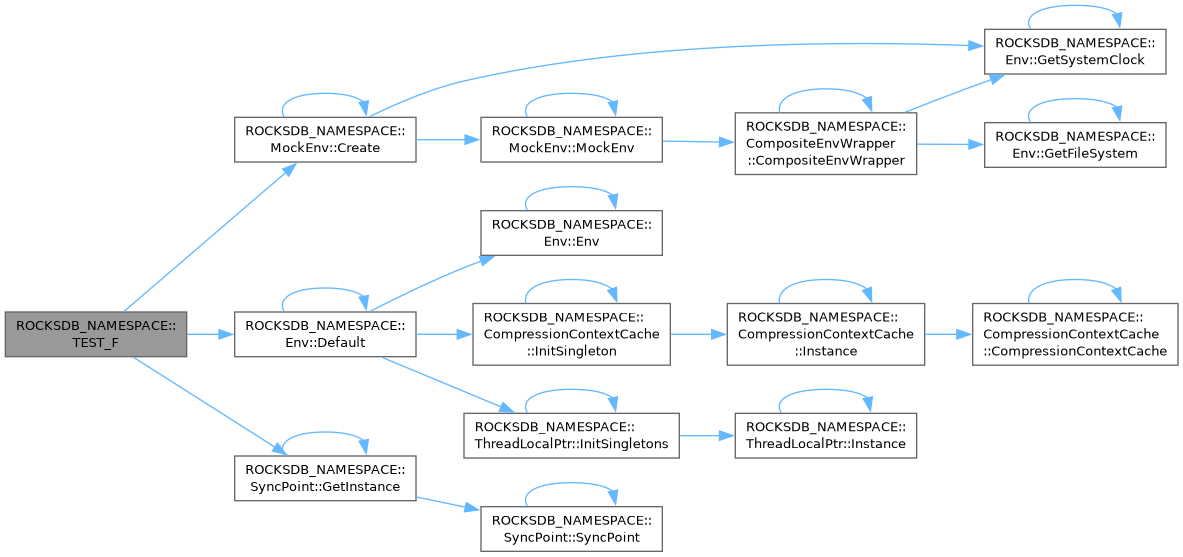 ROCKSDB_NAMESPACE::
Env::GetSystemClock
ROCKSDB_NAMESPACE::
MockEnv::Create
ROCKSDB_NAMESPACE::
MockEnv::MockEnv
ROCKSDB_NAMESPACE::
CompositeEnvWrapper
::CompositeEnvWrapper
ROCKSDB_NAMESPACE::
Env::GetFileSystem
ROCKSDB_NAMESPACE::
Env::Env
ROCKSDB_NAMESPACE::
TEST_F
ROCKSDB_NAMESPACE::
Env::Default
ROCKSDB_NAMESPACE::
CompressionContextCache
::InitSingleton
ROCKSDB_NAMESPACE::
CompressionContextCache
::Instance
ROCKSDB_NAMESPACE::
CompressionContextCache
::CompressionContextCache
ROCKSDB_NAMESPACE::
ThreadLocalPtr::InitSingletons
ROCKSDB_NAMESPACE::
ThreadLocalPtr::Instance
ROCKSDB_NAMESPACE::
SyncPoint::GetInstance
ROCKSDB_NAMESPACE::
SyncPoint::SyncPoint